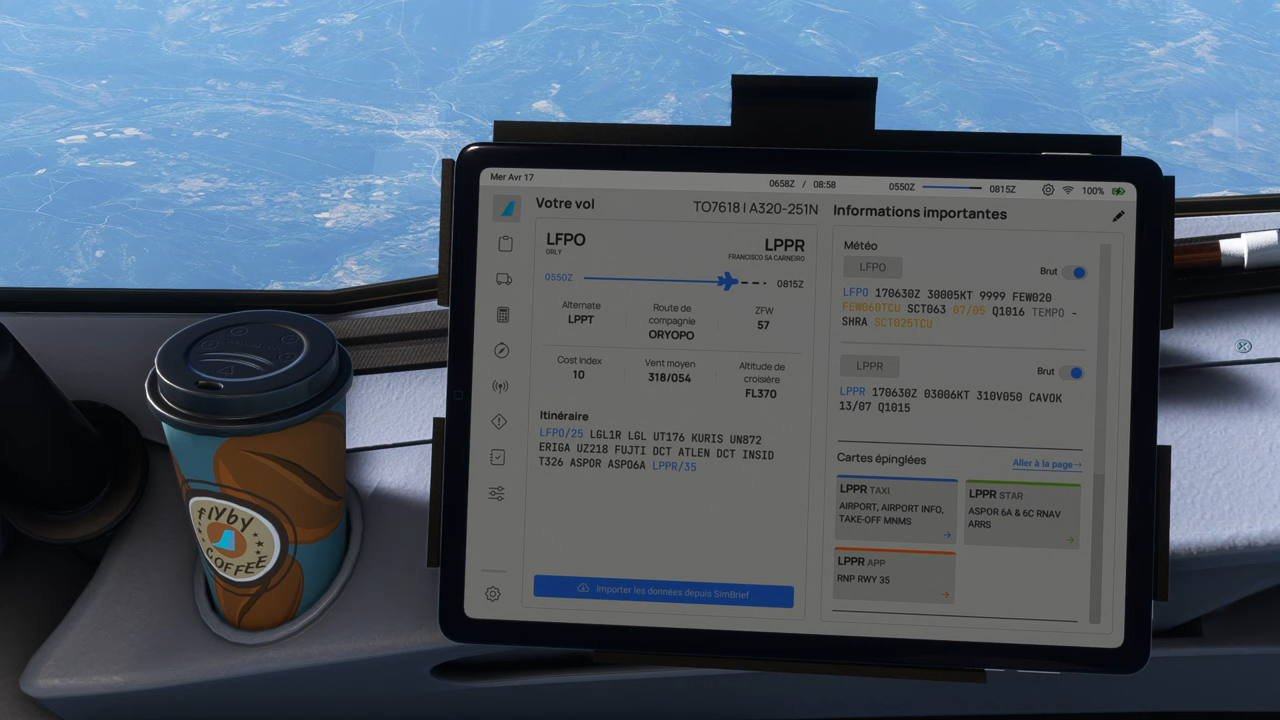 Mer Avr 17
0658Z / 08:58
0550Z 0815Z
100%
Votre vol
TO7618 | A320-251N
LFPO
ORLY
LPPR
FRANCISCO SA CARNEIRO
0550Z
0815Z
Alternate
LPPT
Route de
compagnie
ORYOPO
ZFW
57
Cost Index
10
Vent moyen
318/054
Altitude de
croisière
FL370
Itinéraire
LFPO/25 LGL1R LGL UT176 KURIS UN872
ERIGA UZ218 FUJTI DCT ATLEN DCT INSID
T326 ASPOR ASP06A LPPR/35
Importer les données depuis SimBrief
Informations importantes
Météo
LFPO
Brut
LFPO 170630Z 30005KT 9999 FEW020
FEW060TCU SCT063 07/05 Q1016 TEMPO -
SHRA SCT025TCU
LPPR
Brut
LPPR 170630Z 03006KT 310V050 CAVOK
13/07 Q1015
Cartes épinglées
Aller à la page→
LPPR TAXI
AIRPORT, AIRPORT INFO,
TAKE-OFF MNMS
LPPR STAR
ASPOR 6A & 6C RNAV
ARRS
LPPR APP
RNP RWY 35
flyby
COFFEE